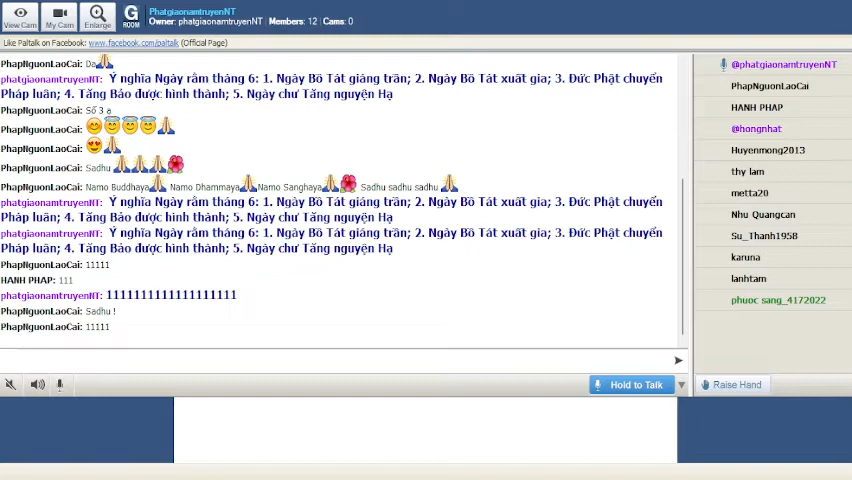 PhatgiaonamtruyenNT
Owner: phatgiaonamtruyenNT | Members: 12 | Cams: 0
View Cam
My Cam
Enlarge
G
ROOM
Like Paltalk on Facebook: www.facebook.com/paltalk (Official Page)
PhapNguonLaoCai: Dạ
phatgiaonamtruyenNT: Ý nghĩa Ngày rằm tháng 6: 1. Ngày Bồ Tát giáng trần; 2. Ngày Bồ Tát xuất gia; 3. Đức Phật chuyển
Pháp luân; 4. Tăng Bảo được hình thành; 5. Ngày chư Tăng nguyện Hạ
PhapNguonLaoCai: Số 3 ạ
PhapNguonLaoCai:
PhapNguonLaoCai:
PhapNguonLaoCai: Sadhu
PhapNguonLaoCai: Namo Buddhaya Namo Dhammaya Namo Sanghaya Sadhu sadhu sadhu
phatgiaonamtruyenNT: Ý nghĩa Ngày rằm tháng 6: 1. Ngày Bồ Tát giáng trần; 2. Ngày Bồ Tát xuất gia; 3. Đức Phật chuyển
Pháp luân; 4. Tăng Bảo được hình thành; 5. Ngày chư Tăng nguyện Hạ
phatgiaonamtruyenNT: Ý nghĩa Ngày rằm tháng 6: 1. Ngày Bồ Tát giáng trần; 2. Ngày Bồ Tát xuất gia; 3. Đức Phật chuyển
Pháp luân; 4. Tăng Bảo được hình thành; 5. Ngày chư Tăng nguyện Hạ
PhapNguonLaoCai: 11111
HANH PHAP: 111
phatgiaonamtruyenNT: 1111111111111111111
PhapNguonLaoCai: Sadhu !
PhapNguonLaoCai: 11111
@phatgiaonamtruyenNT
PhapNguonLaoCai
HANH PHAP
@hongnhat
Huyenmong2013
thy lam
metta20
Nhu Quangcan
Su_Thanh1958
karuna
lanhtam
phuoc sang_4172022
Hold to Talk
Raise Hand